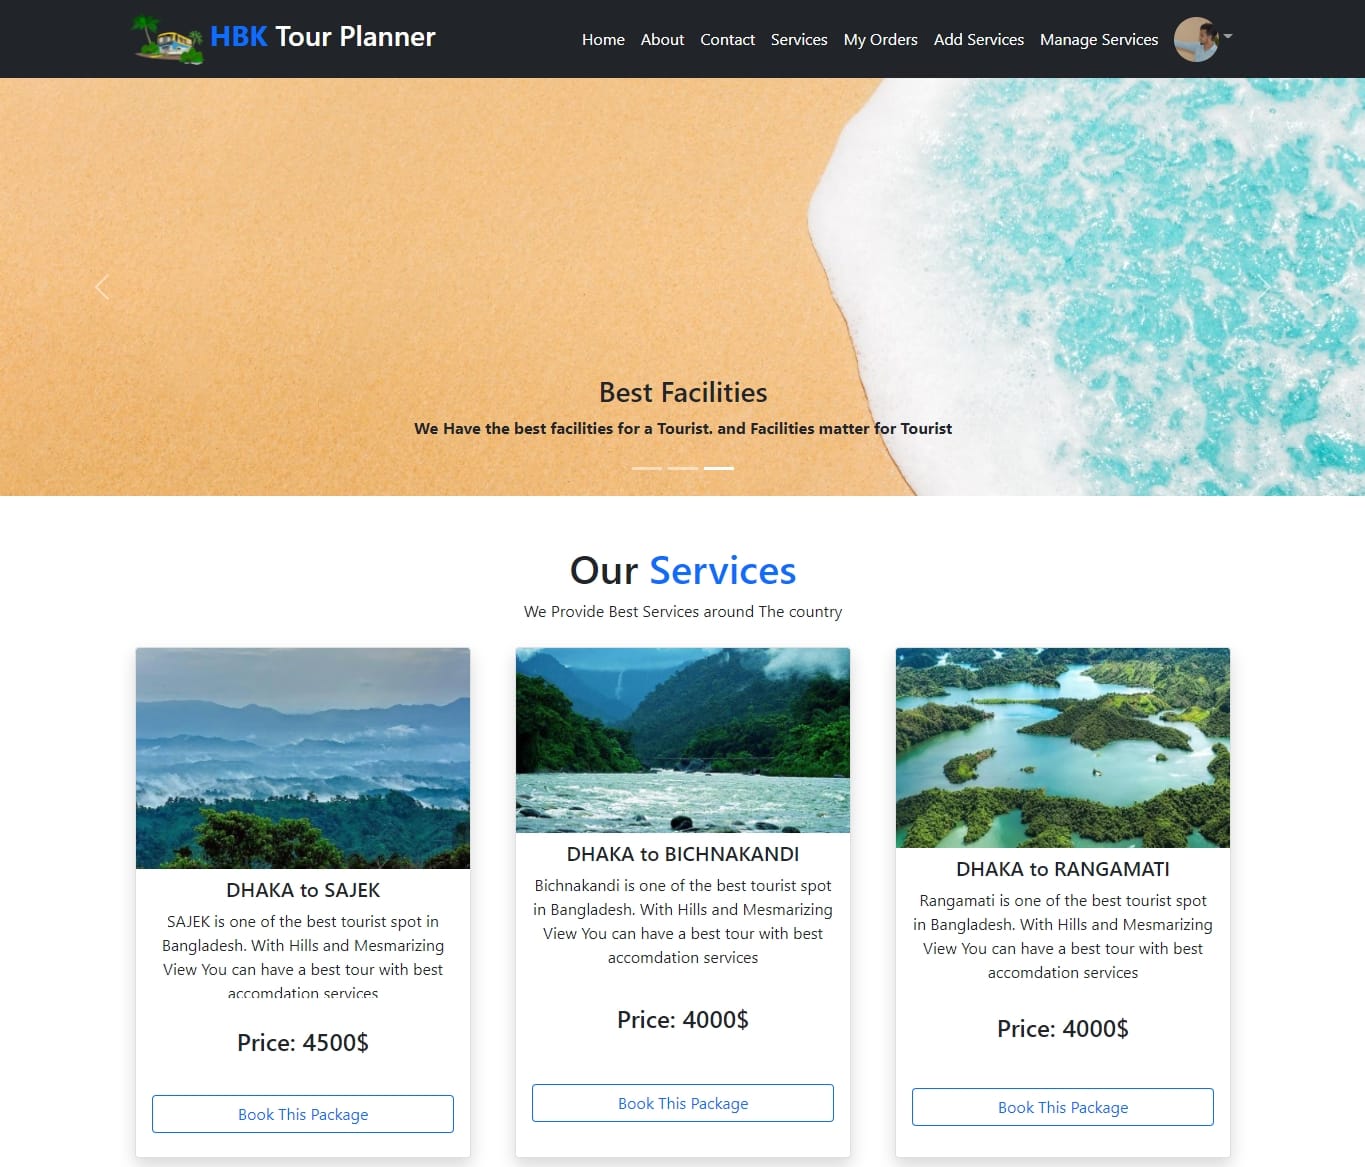 HBK Tour Planner
Home About Contact Services My Orders Add Services Manage Services
Best Facilities
We Have the best facilities for a Tourist. and Facilities matter for Tourist
Our Services
We Provide Best Services around The country
DHAKA to SAJEK
SAJEK is one of the best tourist spot in
Bangladesh. With Hills and Mesmarizing
View You can have a best tour with best
accomdation services
Price: 4500$
Book This Package
DHAKA to BICHNAKANDI
Bichnakandi is one of the best tourist spot
in Bangladesh. With Hills and Mesmarizing
View You can have a best tour with best
accomdation services
Price: 4000$
Book This Package
DHAKA to RANGAMATI
Rangamati is one of the best tourist spot
in Bangladesh. With Hills and Mesmarizing
View You can have a best tour with best
accomdation services
Price: 4000$
Book This Package